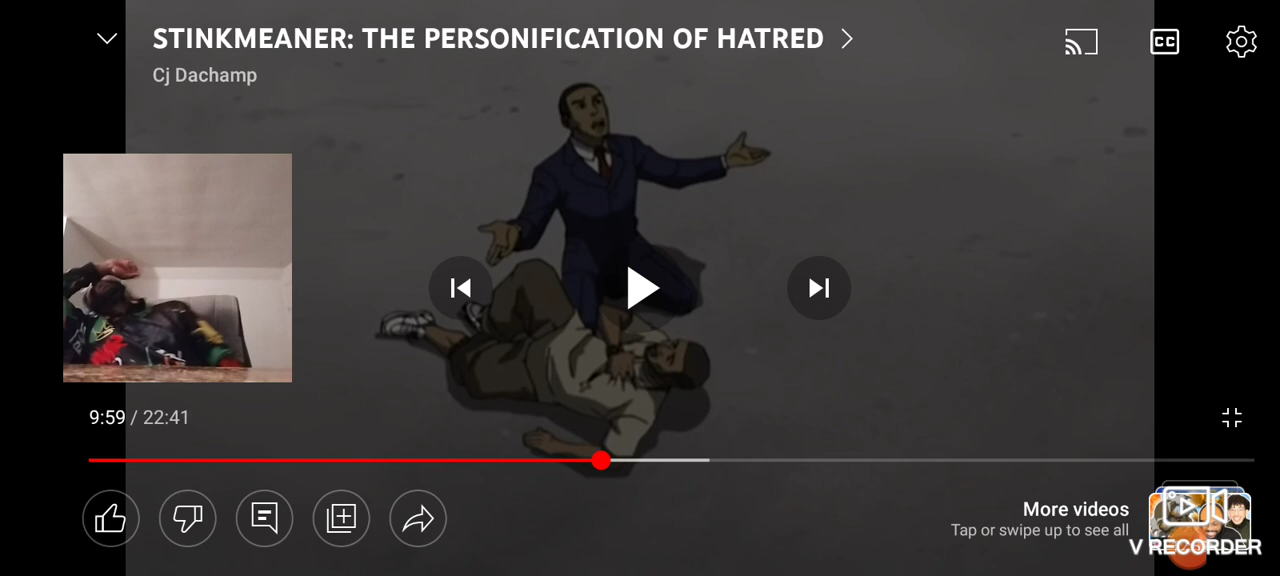 STINKMEANER: THE PERSONIFICATION OF HATRED
Cj Dachamp
CC
9:59 / 22:41
More videos
Tap or swipe up to see all
V RECORDER